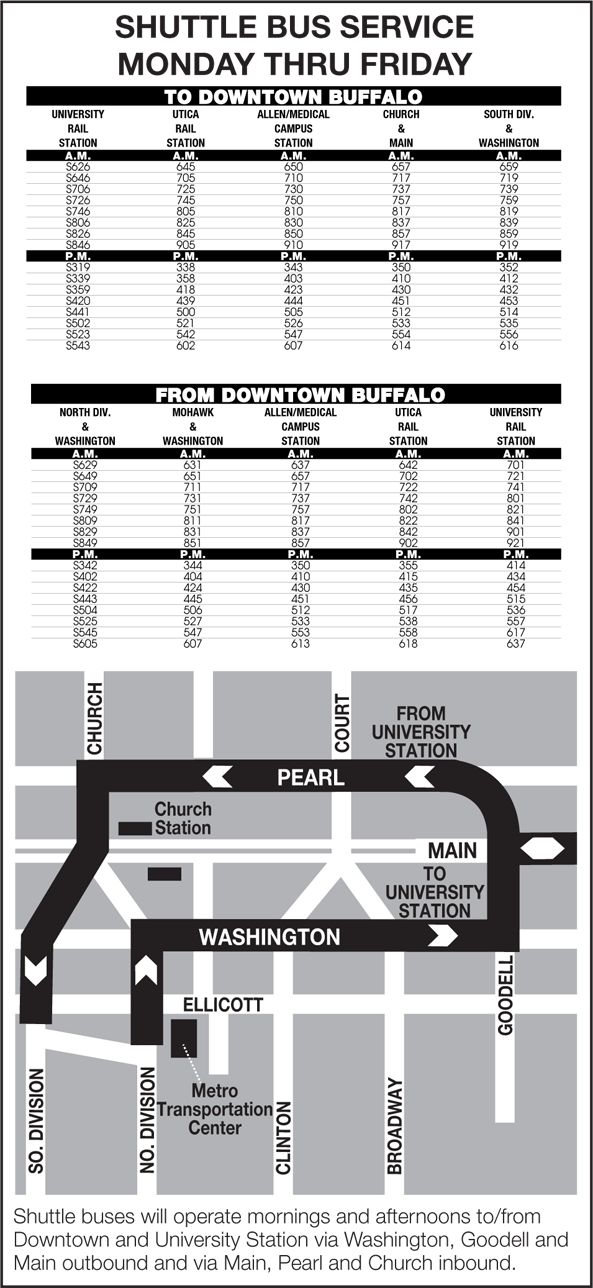 SHUTTLE BUS SERVICE
MONDAY THRU FRIDAY
TO DOWNTOWN BUFFALO
UNIVERSITY UTICA ALLEN/MEDICAL CHURCH SOUTH DIV.
RAIL RAIL CAMPUS & &
STATION STATION STATION MAIN WASHINGTON
A.M. A.M. A.M. A.M. A.M.
S626 645 650 657 659
S646 705 710 717 719
S706 725 730 737 739
S726 745 750 757 759
S746 805 810 817 819
S806 825 830 837 839
S826 845 850 857 859
S846 905 910 917 919
P.M. P.M. P.M. P.M. P.M.
S319 338 343 350 352
S339 358 403 410 412
S359 418 423 430 432
S420 439 444 451 453
S441 500 505 512 514
S502 521 526 533 535
S523 542 547 554 556
S543 602 607 614 616
FROM DOWNTOWN BUFFALO
NORTH DIV. MOHAWK ALLEN/MEDICAL UTICA UNIVERSITY
& & CAMPUS RAIL RAIL
WASHINGTON WASHINGTON STATION STATION STATION
A.M. A.M. A.M. A.M. A.M.
S629 631 637 642 701
S649 651 657 702 721
S709 711 717 722 741
S729 731 737 742 801
S749 751 757 802 821
S809 811 817 822 841
S829 831 837 842 901
S849 851 857 902 921
P.M. P.M. P.M. P.M. P.M.
S342 344 350 355 414
S402 404 410 415 434
S422 424 430 435 454
S443 445 451 456 515
S504 506 512 517 536
S525 527 533 538 557
S545 547 553 558 617
S605 607 613 618 637
CHURCH
COURT
FROM
UNIVERSITY
STATION
PEARL
Church
Station
MAIN
TO
UNIVERSITY
STATION
WASHINGTON
ELLICOTT
GOODELL
Metro
Transportation
Center
SO. DIVISION
NO. DIVISION
CLINTON
BROADWAY
Shuttle buses will operate mornings and afternoons to/from
Downtown and University Station via Washington, Goodell and
Main outbound and via Main, Pearl and Church inbound.